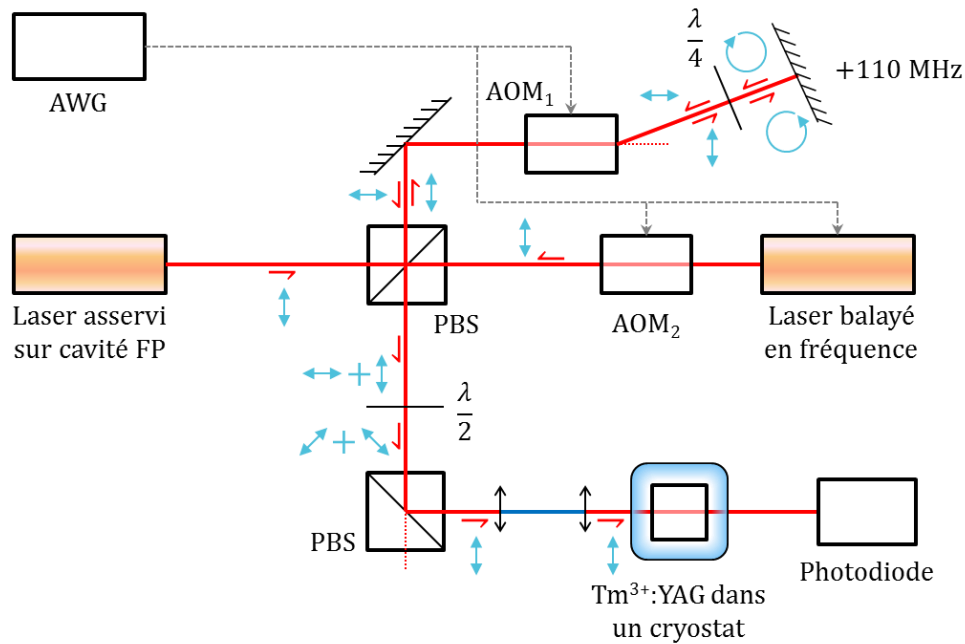 AWG
AOM₁
λ/4
+110 MHz
Laser asservi
sur cavité FP
PBS
AOM₂
Laser balayé
en fréquence
λ/2
PBS
Tm³⁺:YAG dans
un cryostat
Photodiode